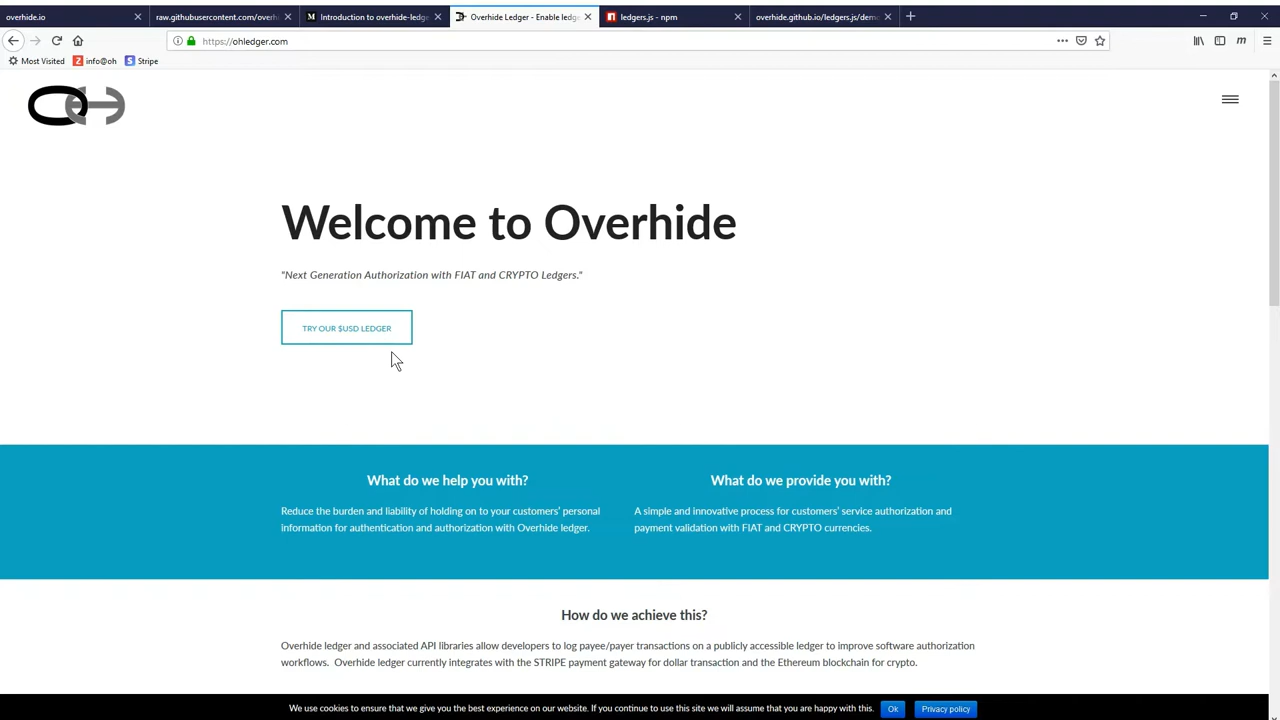 overhide.io
raw.githubusercontent.com/overhi
Introduction to overhide-ledge
Overhide Ledger - Enable ledge
ledgers.js - npm
overhide.github.io/ledgers.js/demo
https://ohledger.com
Most Visited
info@oh
Stripe
OH
Welcome to Overhide
"Next Generation Authorization with FIAT and CRYPTO Ledgers."
TRY OUR $USD LEDGER
What do we help you with?
Reduce the burden and liability of holding on to your customers' personal
information for authentication and authorization with Overhide ledger.
What do we provide you with?
A simple and innovative process for customers' service authorization and
payment validation with FIAT and CRYPTO currencies.
How do we achieve this?
Overhide ledger and associated API libraries allow developers to log payee/payer transactions on a publicly accessible ledger to improve software authorization
workflows. Overhide ledger currently integrates with the STRIPE payment gateway for dollar transaction and the Ethereum blockchain for crypto.
We use cookies to ensure that we give you the best experience on our website. If you continue to use this site we will assume that you are happy with this.
Ok
Privacy policy